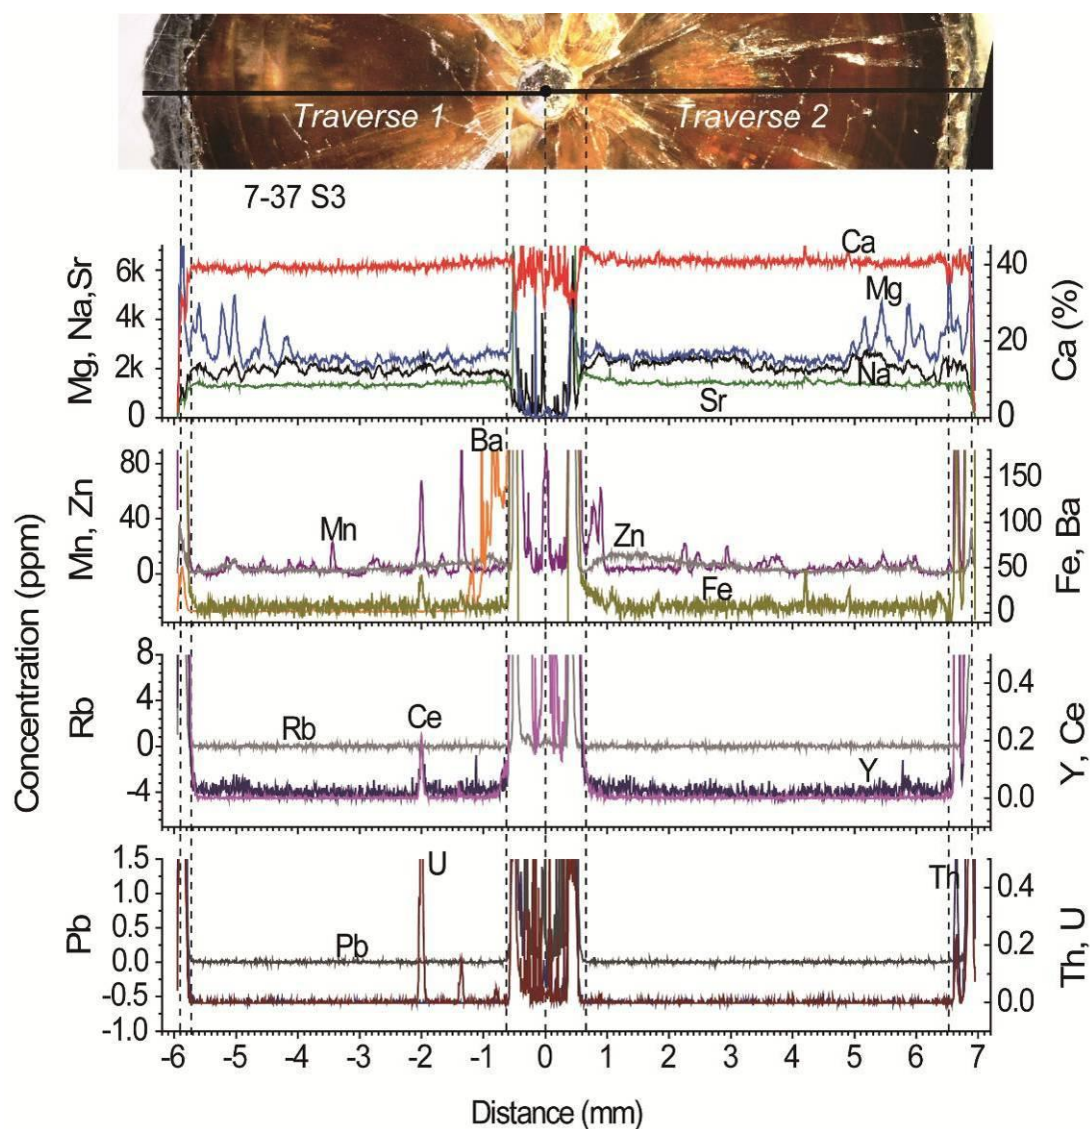 Traverse 1 Traverse 2
7-37 S3
Concentration (ppm)
Mg, Na,Sr
6k
4k
2k
0
Ca
Mg
Na
Sr
40
20
10
0
Ca (%)
Mn, Zn
80
40
0
Ba
Mn
Zn
Fe
150
100
50
0
Fe, Ba
Rb
8
4
0
-4
Rb
Ce
Y
0.4
0.2
0.0
Y, Ce
Pb
1.5
1.0
0.5
0.0
-0.5
-1.0
U
Pb
Th
0.4
0.2
0.0
Th, U
-6 -5 -4 -3 -2 -1 0 1 2 3 4 5 6 7
Distance (mm)